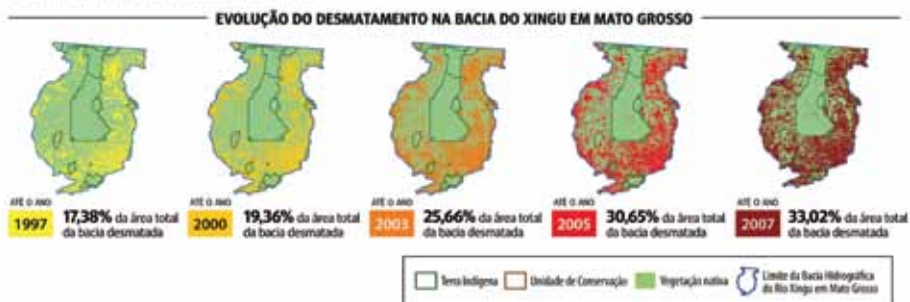 EVOLUÇÃO DO DESMATAMENTO NA BACIA DO XINGU EM MATO GROSSO
ATÉ O ANO
1997
17,38% da área total
da bacia desmatada
ATÉ O ANO
2000
19,36% da área total
da bacia desmatada
ATÉ O ANO
2003
25,66% da área total
da bacia desmatada
ATÉ O ANO
2005
30,65% da área total
da bacia desmatada
ATÉ O ANO
2007
33,02% da área total
da bacia desmatada
Terra Indígena
Unidade de Conservação
Vegetação nativa
Limite da Bacia Hidrográfica
do Rio Xingu em Mato Grosso